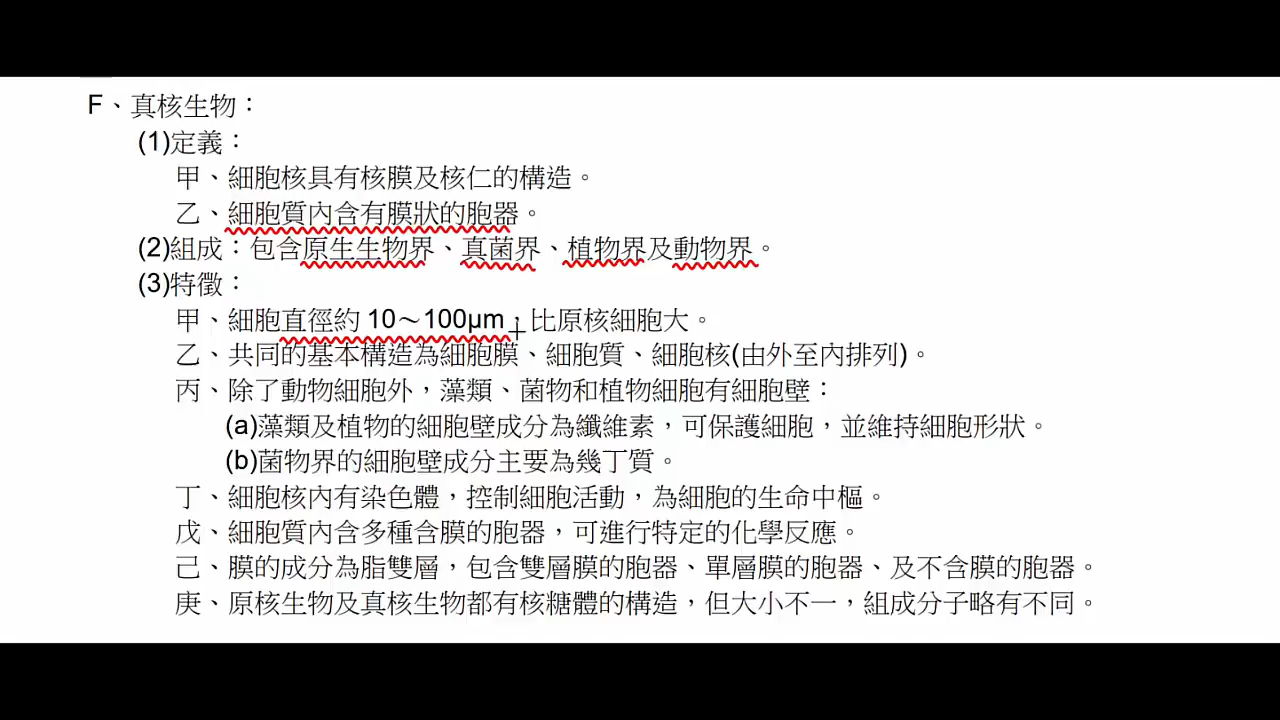 F、真核生物：
(1)定義：
甲、細胞核具有核膜及核仁的構造。
乙、細胞質內含有膜狀的胞器。
(2)組成：包含原生生物界、真菌界、植物界及動物界。
(3)特徵：
甲、細胞直徑約 10～100μm，比原核細胞大。
乙、共同的基本構造為細胞膜、細胞質、細胞核(由外至內排列)。
丙、除了動物細胞外，藻類、菌物和植物細胞有細胞壁：
(a)藻類及植物的細胞壁成分為纖維素，可保護細胞，並維持細胞形狀。
(b)菌物界的細胞壁成分主要為幾丁質。
丁、細胞核內有染色體，控制細胞活動，為細胞的生命中樞。
戊、細胞質內含多種含膜的胞器，可進行特定的化學反應。
己、膜的成分為脂雙層，包含雙層膜的胞器、單層膜的胞器、及不含膜的胞器。
庚、原核生物及真核生物都有核糖體的構造，但大小不一，組成分子略有不同。